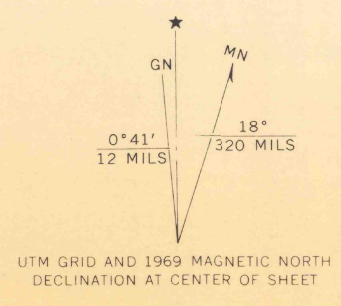 ★
GN
MN
0°41′
12 MILS
18°
320 MILS
UTM GRID AND 1969 MAGNETIC NORTH
DECLINATION AT CENTER OF SHEET